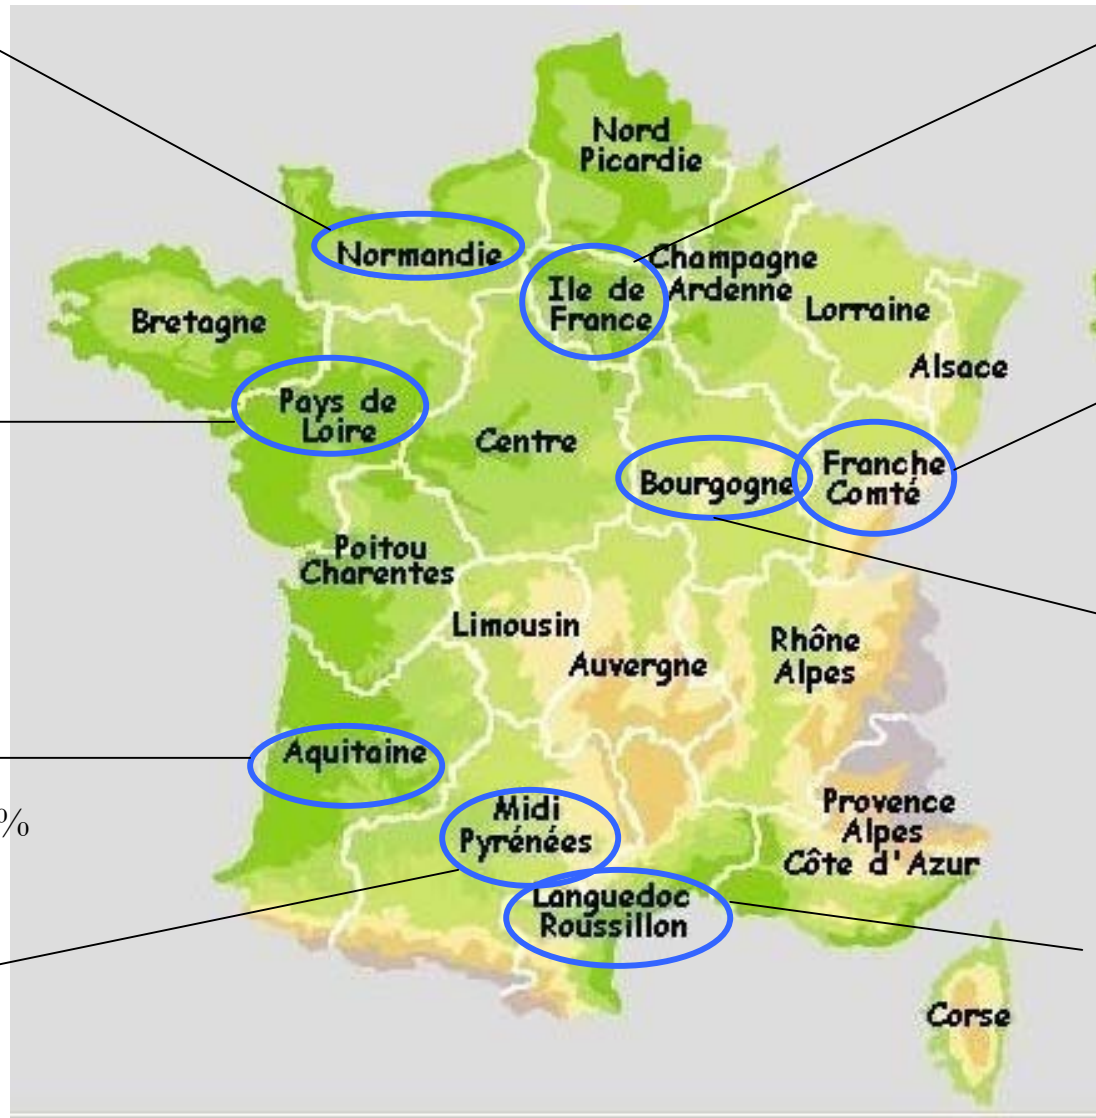 Nord
Picardie
Normandie
Champagne
Ardenne
Ile de
France
Lorraine
Bretagne
Alsace
Pays de
Loire
Centre
Franche
Comté
Bourgogne
Poitou
Charentes
Limousin
Rhône
Alpes
Auvergne
Aquitaine
Midi
Pyrénées
Provence
Alpes
Côte d'Azur
%
Languedoc
Roussillon
Corse